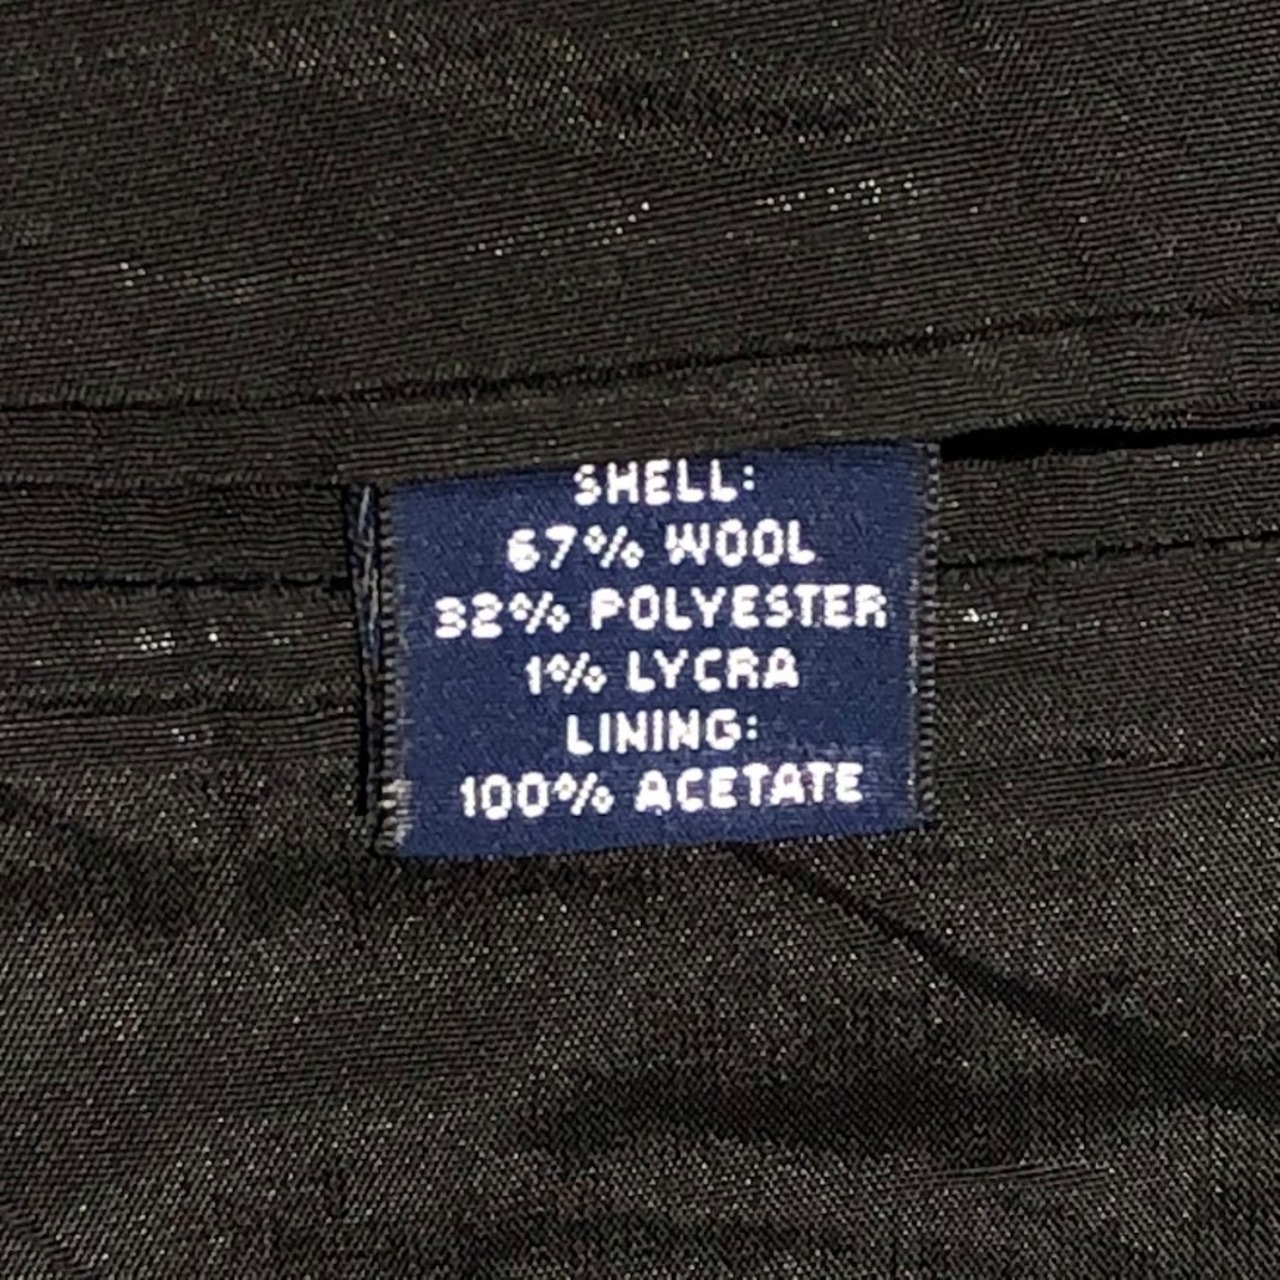 SHELL:
67% WOOL
32% POLYESTER
1% LYCRA
LINING:
100% ACETATE